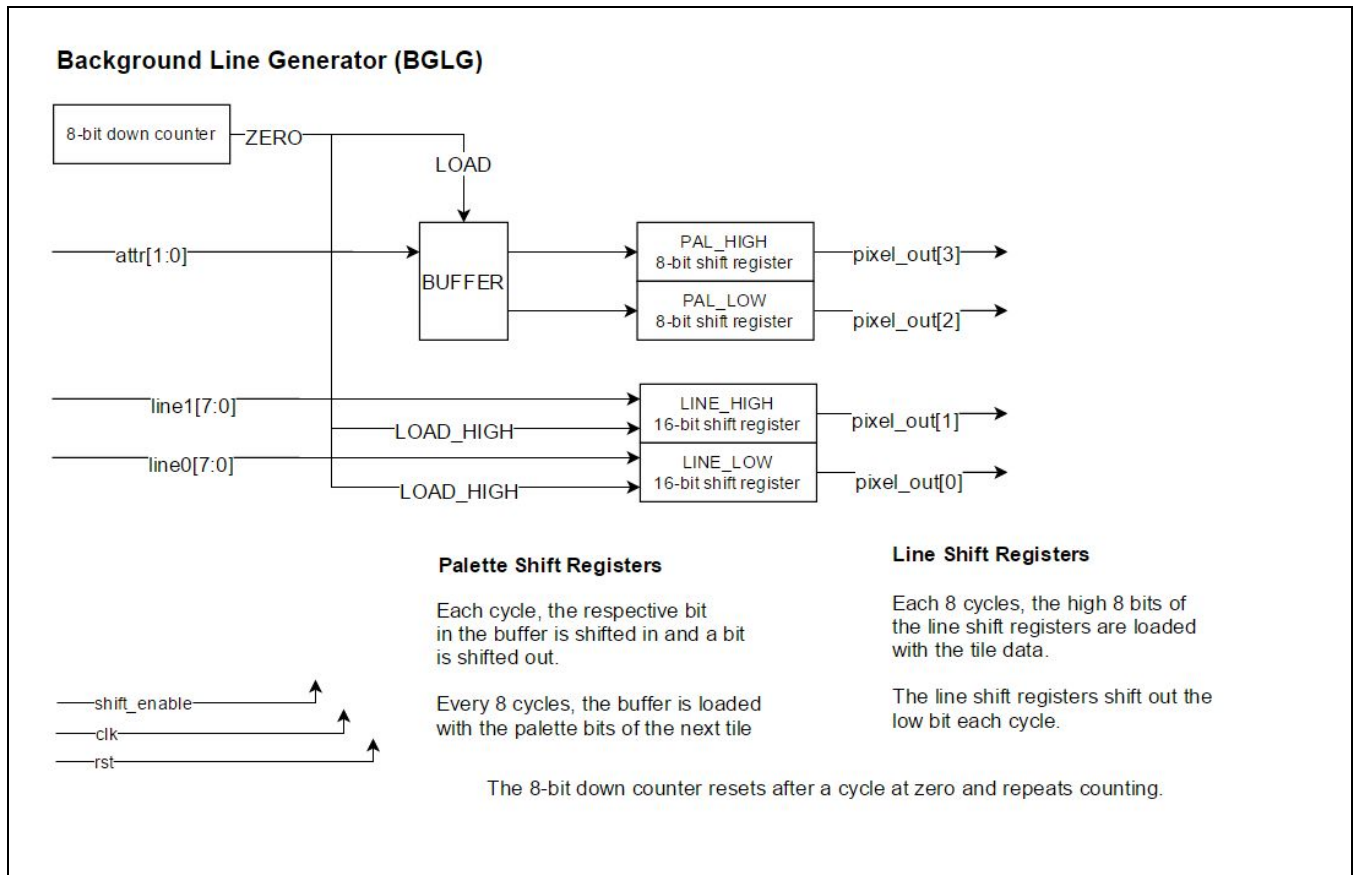 Background Line Generator (BGLG)
8-bit down counter
ZERO
LOAD
attr[1:0]
BUFFER
PAL_HIGH
8-bit shift register
pixel_out[3]
PAL_LOW
8-bit shift register
pixel_out[2]
line1[7:0]
LOAD_HIGH
LINE_HIGH
16-bit shift register
pixel_out[1]
line0[7:0]
LOAD_HIGH
LINE_LOW
16-bit shift register
pixel_out[0]
Palette Shift Registers
Each cycle, the respective bit
in the buffer is shifted in and a bit
is shifted out.
Every 8 cycles, the buffer is loaded
with the palette bits of the next tile
Line Shift Registers
Each 8 cycles, the high 8 bits of
the line shift registers are loaded
with the tile data.
The line shift registers shift out the
low bit each cycle.
shift_enable
clk
rst
The 8-bit down counter resets after a cycle at zero and repeats counting.